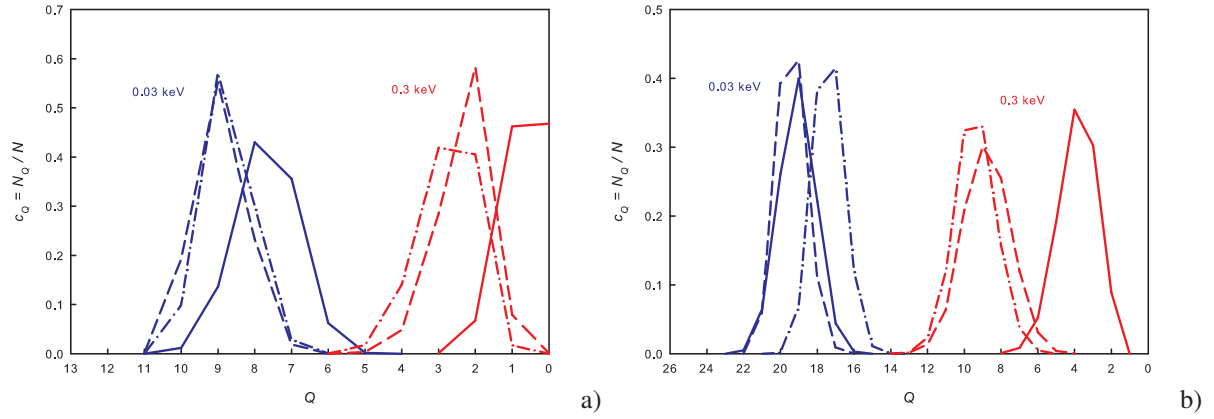 0.7
0.6
0.5
0.4
0.3
0.2
0.1
0.0
c_Q = N_Q / N
0.03 keV
0.3 keV
13 12 11 10 9 8 7 6 5 4 3 2 1 0
Q
a)
0.5
0.4
0.3
0.2
0.1
0.0
c_Q = N_Q / N
0.03 keV
0.3 keV
26 24 22 20 18 16 14 12 10 8 6 4 2 0
Q
b)